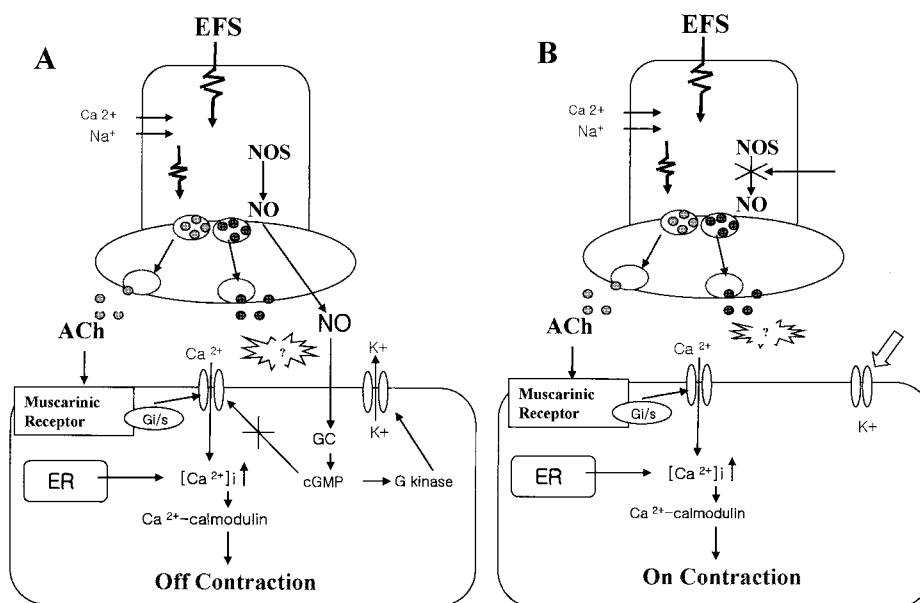 A
EFS
Ca 2+
Na+
NOS
NO
ACh
NO
?
Ca 2+
K+
Muscarinic
Receptor
Gi/s
K+
GC
ER
[Ca 2+]i
cGMP
G kinase
Ca 2+-calmodulin
Off Contraction
B
EFS
Ca 2+
Na+
NOS
NO
ACh
?
Ca 2+
Muscarinic
Receptor
Gi/s
K+
ER
[Ca 2+]i
Ca 2+-calmodulin
On Contraction